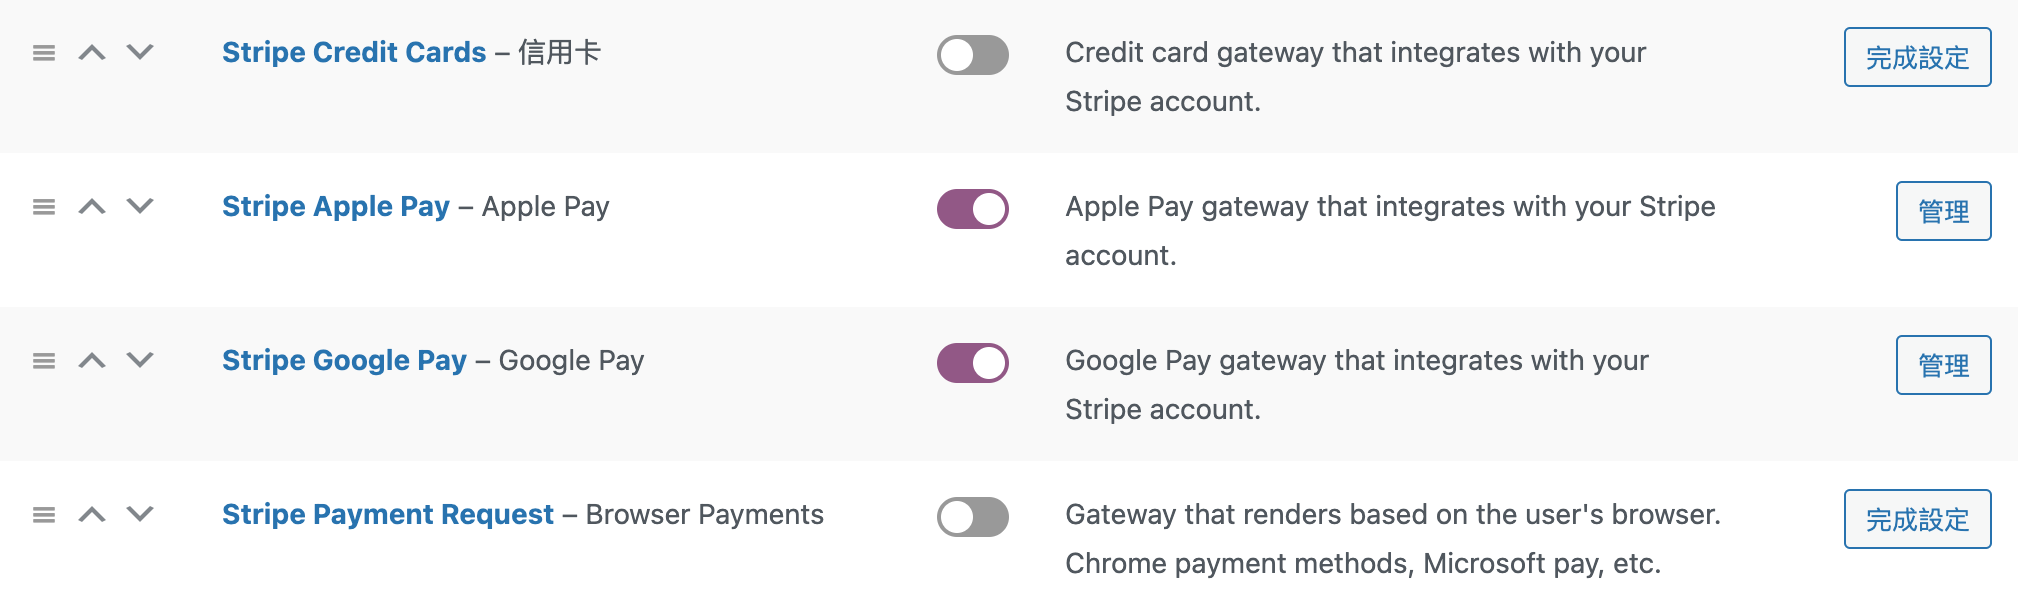 Stripe Credit Cards – 信用卡
Credit card gateway that integrates with your
Stripe account.
完成設定
Stripe Apple Pay – Apple Pay
Apple Pay gateway that integrates with your Stripe
account.
管理
Stripe Google Pay – Google Pay
Google Pay gateway that integrates with your
Stripe account.
管理
Stripe Payment Request – Browser Payments
Gateway that renders based on the user's browser.
Chrome payment methods, Microsoft pay, etc.
完成設定